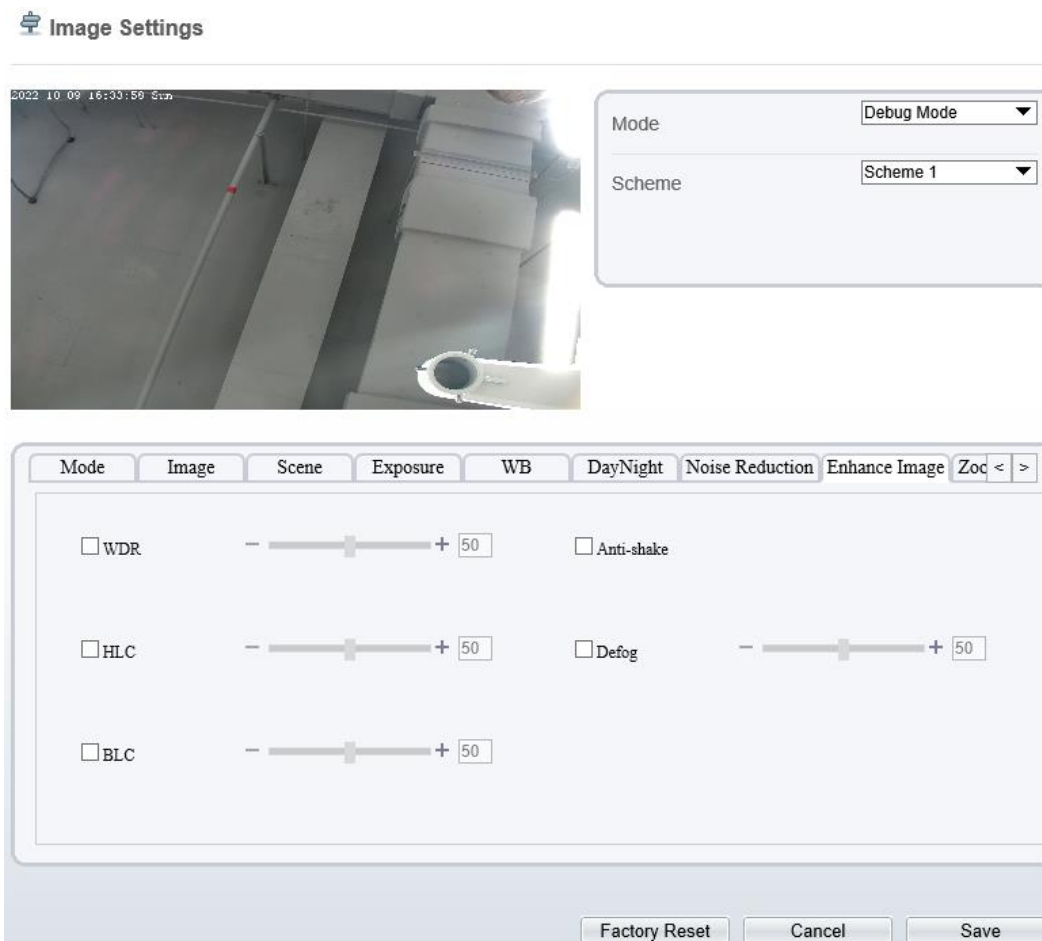 Image Settings
2022 10 09 16:33:58 Sun
Mode
Debug Mode
Scheme
Scheme 1
Mode Image Scene Exposure WB DayNight Noise Reduction Enhance Image Zoo < >
WDR - + 50 Anti-shake
HLC - + 50 Defog - + 50
BLC - + 50
Factory Reset Cancel Save